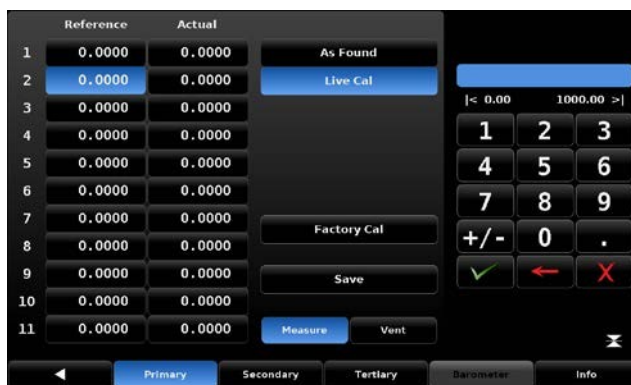 Reference Actual
1 0.0000 0.0000 As Found
2 0.0000 0.0000 Live Cal
3 0.0000 0.0000 |< 0.00 1000.00 >|
4 0.0000 0.0000 1 2 3
5 0.0000 0.0000 4 5 6
6 0.0000 0.0000 7 8 9
7 0.0000 0.0000 Factory Cal
8 0.0000 0.0000 +/- 0 .
9 0.0000 0.0000 Save X
10 0.0000 0.0000
11 0.0000 0.0000 Measure Vent
Primary Secondary Tertiary Barometer Info